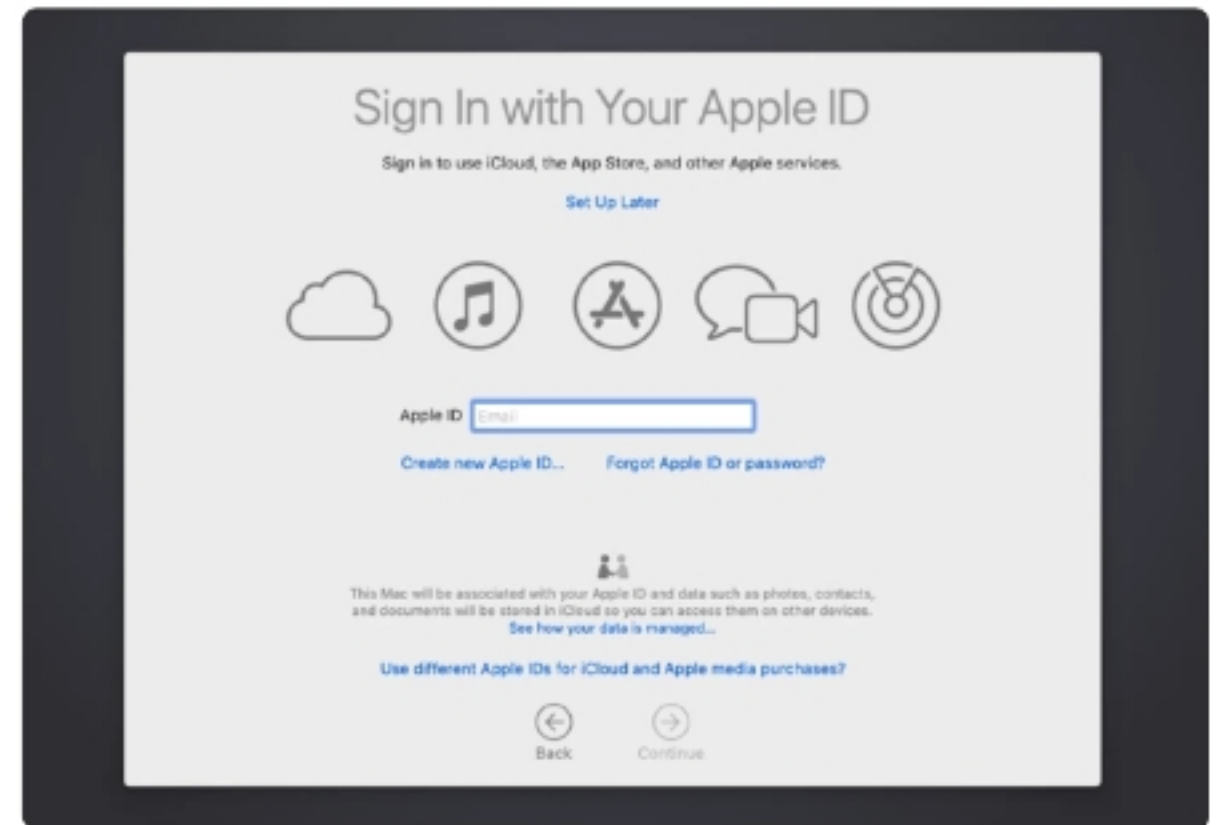 Sign In with Your Apple ID
Sign in to use iCloud, the App Store, and other Apple services.
Set Up Later
Apple ID Email
Create new Apple ID... Forgot Apple ID or password?
This Mac will be associated with your Apple ID and data such as photos, contacts,
and documents will be stored in iCloud so you can access them on other devices.
See how your data is managed...
Use different Apple IDs for iCloud and Apple media purchases?
Back Continue